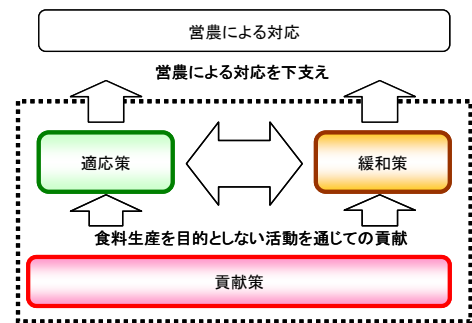 営農による対応
営農による対応を下支え
適応策
緩和策
食料生産を目的としない活動を通じての貢献
貢献策